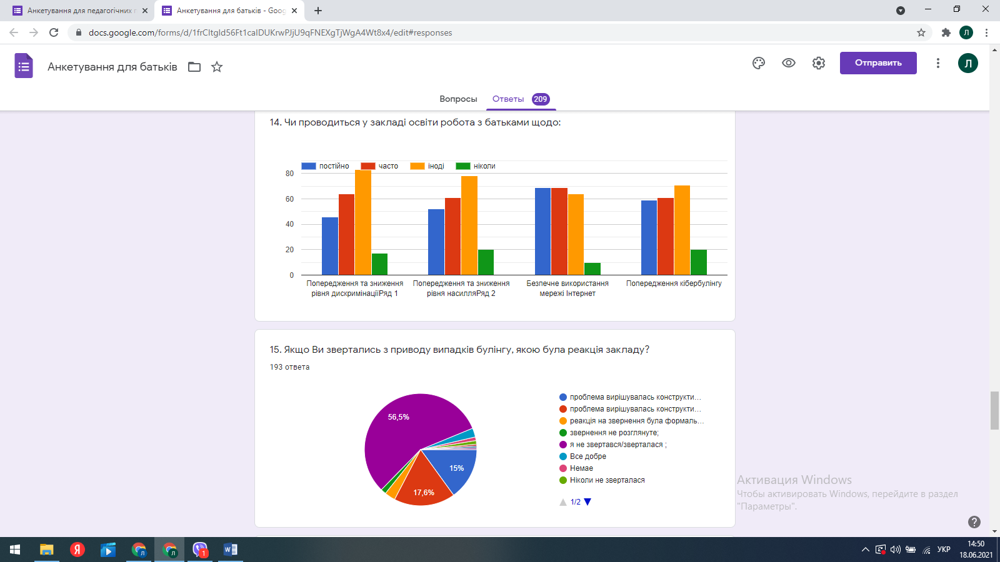 Анкетування для педагогічних
Анкетування для батьків - Goog
docs.google.com/forms/d/1frCItgId56Ft1caIDUKrwPJjU9qFNEXgTjWgA4Wt8x4/edit#responses
Л
Анкетування для батьків
Отправить
Л
Вопросы
Ответы
209
14. Чи проводиться у закладі освіти робота з батьками щодо:
постійно
часто
іноді
ніколи
80
60
40
20
0
Попередження та зниження
рівня дискримінаціїРяд 1
Попередження та зниження
рівня насилляРяд 2
Безпечне використання
мережі Інтернет
Попередження кібербулінгу
15. Якщо Ви звертались з приводу випадків булінгу, якою була реакція закладу?
193 ответа
56,5%
15%
17,6%
проблема вирішувалась конструкти…
проблема вирішувалась конструкти…
реакція на звернення була формаль…
звернення не розглянуте;
я не звертався/зверталася ;
Все добре
Немае
Ніколи не зверталася
1/2
Активация Windows
Чтобы активировать Windows, перейдите в раздел
"Параметры".
Я
Л
Л
1
УКР
14:50
18.06.2021